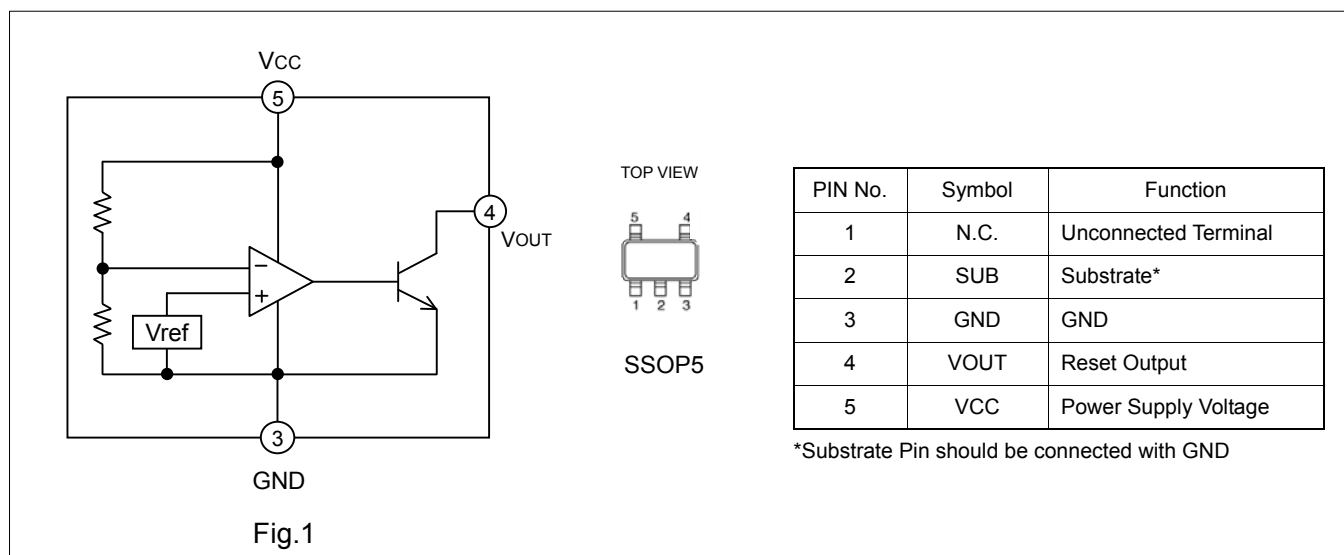 VCC
5
4
VOUT
−
+
Vref
3
GND
Fig.1
TOP VIEW
5 4
1 2 3
SSOP5
PIN No. Symbol Function
1 N.C. Unconnected Terminal
2 SUB Substrate*
3 GND GND
4 VOUT Reset Output
5 VCC Power Supply Voltage
*Substrate Pin should be connected with GND